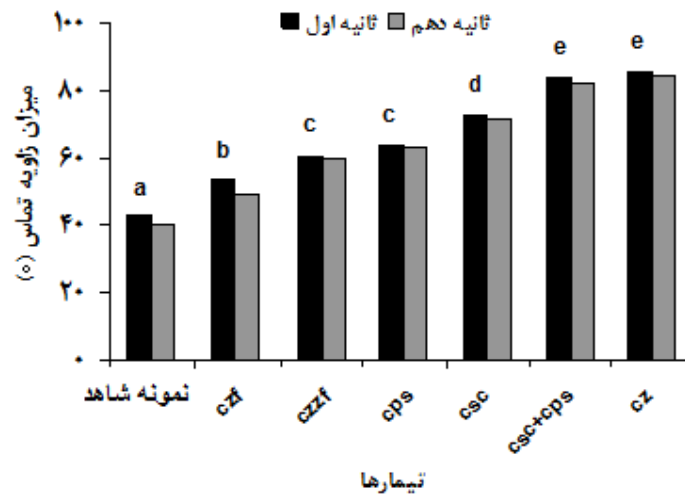 ثانیه اول ثانیه دهم
میزان زاویه تماس (°)
۱۰۰
۸۰
۶۰
۴۰
۲۰
۰
a b c c d e e
نمونه شاهد czf czzf cps csc csc+cps cz
تیمارها